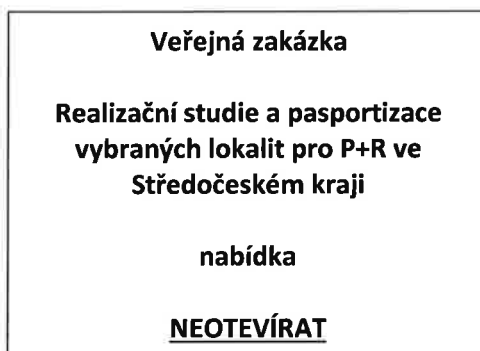 Veřejná zakázka
Realizační studie a pasportizace
vybraných lokalit pro P+R ve
Středočeském kraji
nabídka
NEOTEVÍRAT